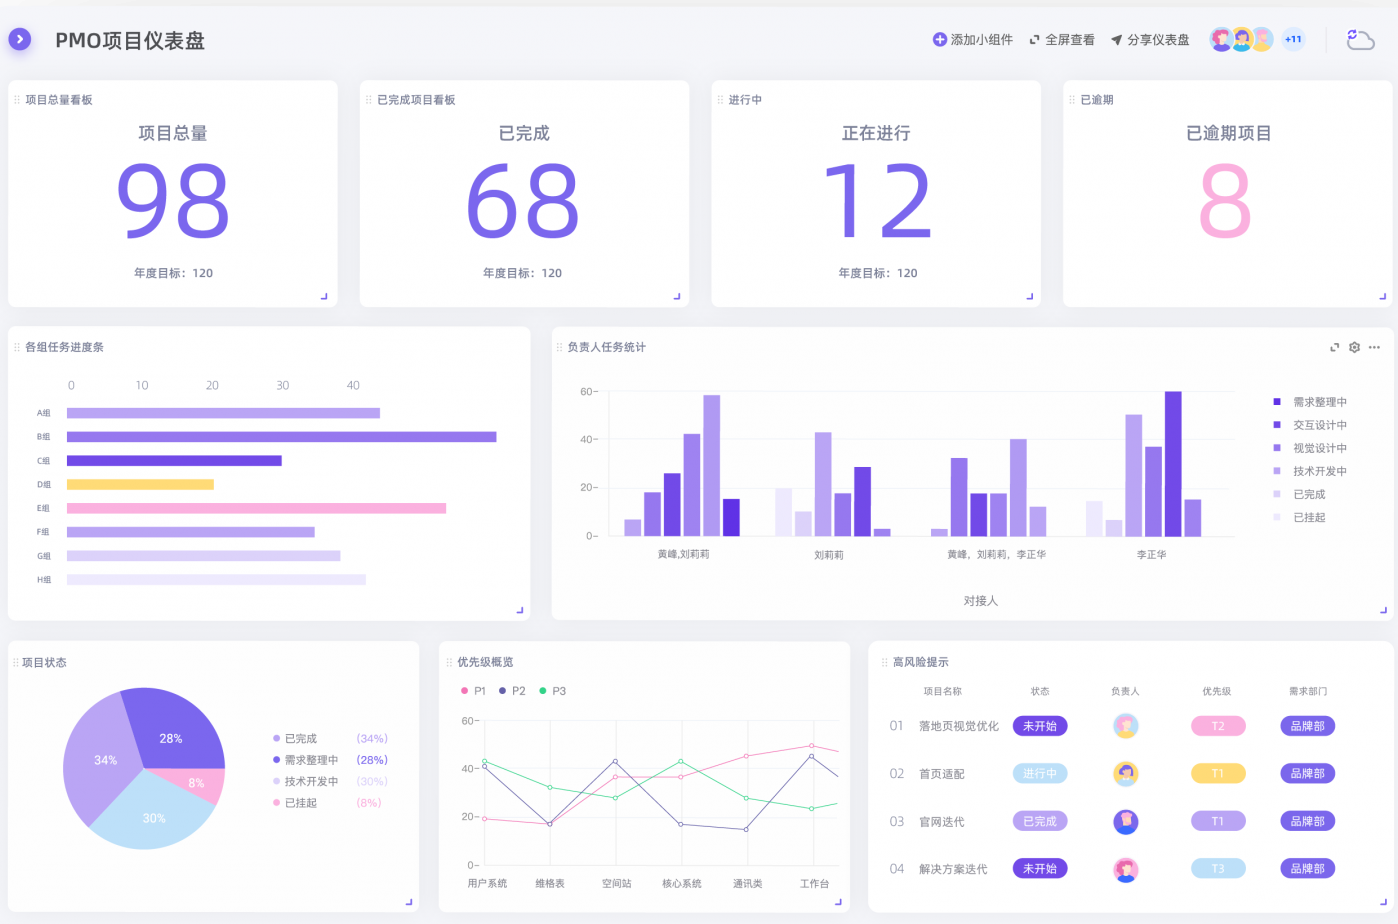 PMO项目仪表盘
添加小组件 全屏查看 分享仪表盘 +11
项目总量看板
项目总量
98
年度目标：120
已完成项目看板
已完成
68
年度目标：120
进行中
正在进行
12
年度目标：120
已逾期
已逾期项目
8
各组任务进度条
0 10 20 30 40
A组
B组
C组
D组
E组
F组
G组
H组
负责人任务统计
60
40
20
0
黄峰,刘莉莉 刘莉莉 黄峰，刘莉莉，李正华 李正华
对接人
需求整理中
交互设计中
视觉设计中
技术开发中
已完成
已挂起
项目状态
28%
34%
8%
30%
已完成 (34%)
需求整理中 (28%)
技术开发中 (30%)
已挂起 (8%)
优先级概览
P1 P2 P3
60
40
20
0
用户系统 维格表 空间站 核心系统 通讯类 工作台
高风险提示
项目名称 状态 负责人 优先级 需求部门
01 落地页视觉优化 未开始 T2 品牌部
02 首页适配 进行中 T1 品牌部
03 官网迭代 已完成 T1 品牌部
04 解决方案迭代 未开始 T3 品牌部